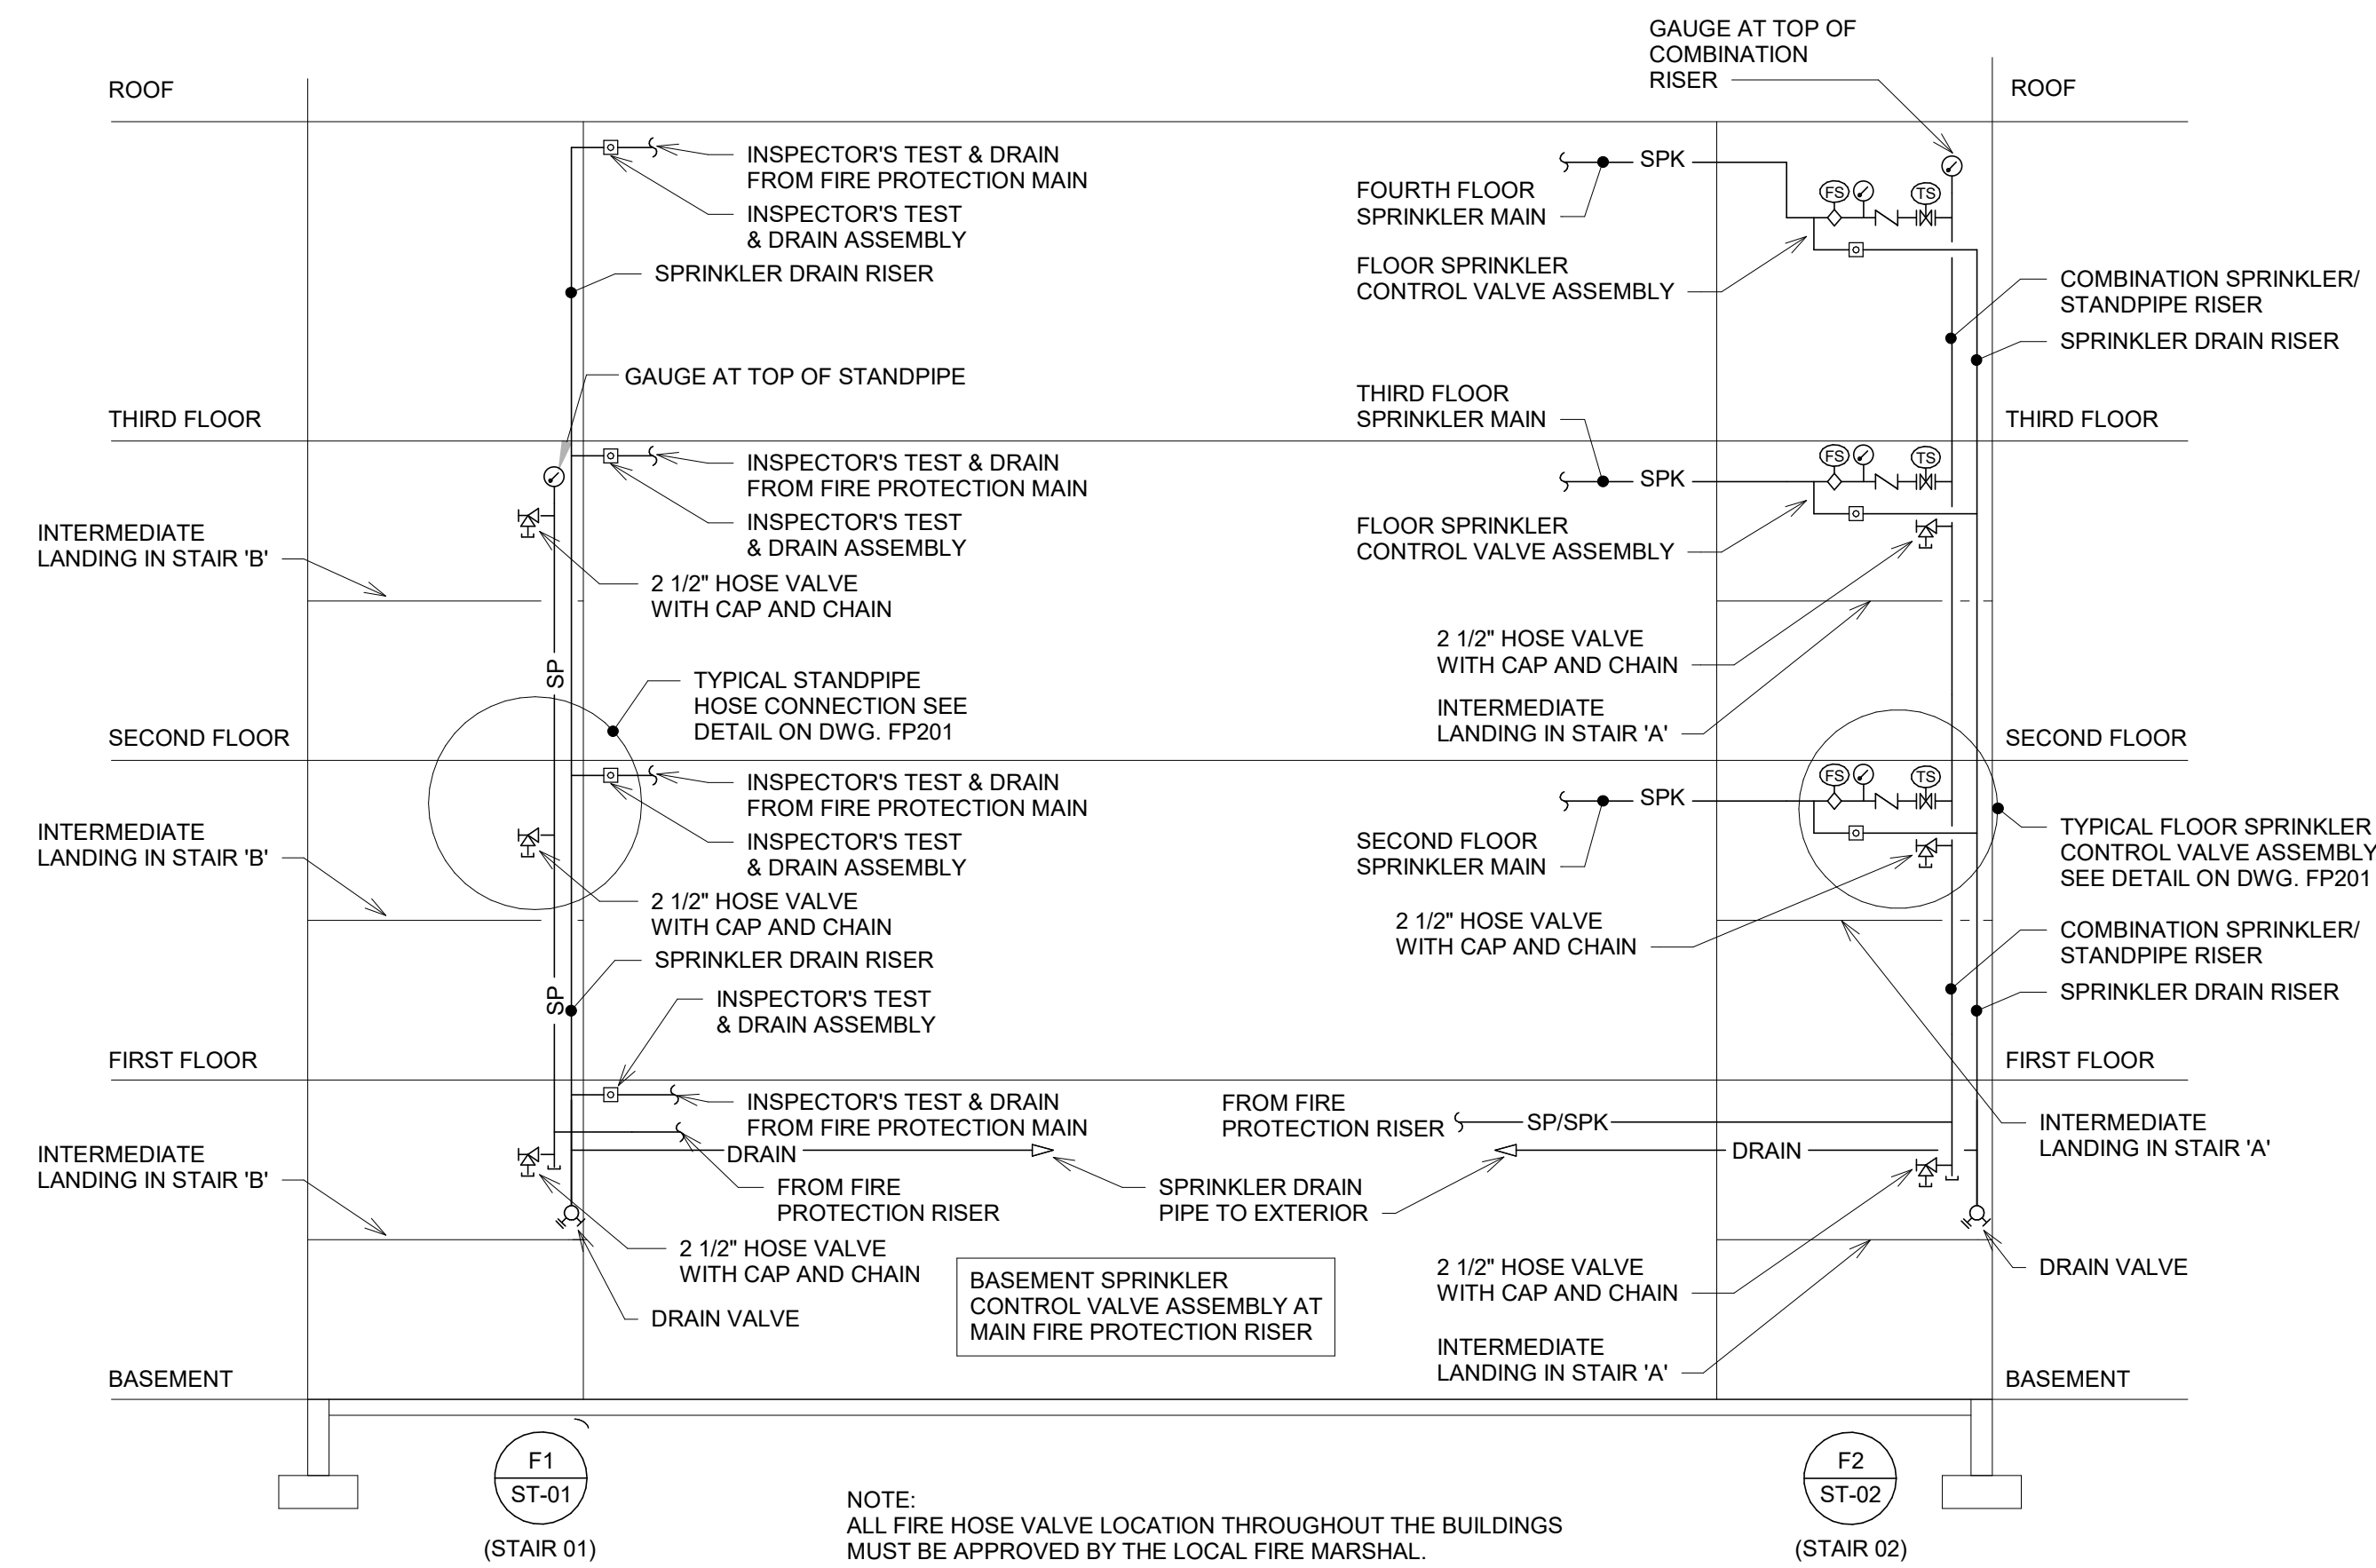 GAUGE AT TOP OF
COMBINATION
RISER
ROOF
ROOF
INSPECTOR'S TEST & DRAIN
FROM FIRE PROTECTION MAIN
INSPECTOR'S TEST
& DRAIN ASSEMBLY
SPRINKLER DRAIN RISER
GAUGE AT TOP OF STANDPIPE
THIRD FLOOR
INSPECTOR'S TEST & DRAIN
FROM FIRE PROTECTION MAIN
INSPECTOR'S TEST
& DRAIN ASSEMBLY
INTERMEDIATE
LANDING IN STAIR 'B'
2 1/2" HOSE VALVE
WITH CAP AND CHAIN
SP
TYPICAL STANDPIPE
HOSE CONNECTION SEE
DETAIL ON DWG. FP201
SECOND FLOOR
INSPECTOR'S TEST & DRAIN
FROM FIRE PROTECTION MAIN
INSPECTOR'S TEST
& DRAIN ASSEMBLY
INTERMEDIATE
LANDING IN STAIR 'B'
2 1/2" HOSE VALVE
WITH CAP AND CHAIN
SPRINKLER DRAIN RISER
SP
INSPECTOR'S TEST
& DRAIN ASSEMBLY
FIRST FLOOR
INSPECTOR'S TEST & DRAIN
FROM FIRE PROTECTION MAIN
DRAIN
INTERMEDIATE
LANDING IN STAIR 'B'
FROM FIRE
PROTECTION RISER
2 1/2" HOSE VALVE
WITH CAP AND CHAIN
DRAIN VALVE
BASEMENT
SPK
FOURTH FLOOR
SPRINKLER MAIN
FS
TS
FLOOR SPRINKLER
CONTROL VALVE ASSEMBLY
COMBINATION SPRINKLER/
STANDPIPE RISER
SPRINKLER DRAIN RISER
THIRD FLOOR
SPRINKLER MAIN
THIRD FLOOR
SPK
FS
TS
FLOOR SPRINKLER
CONTROL VALVE ASSEMBLY
2 1/2" HOSE VALVE
WITH CAP AND CHAIN
INTERMEDIATE
LANDING IN STAIR 'A'
SECOND FLOOR
SPK
FS
TS
SECOND FLOOR
SPRINKLER MAIN
TYPICAL FLOOR SPRINKLER
CONTROL VALVE ASSEMBLY
SEE DETAIL ON DWG. FP201
2 1/2" HOSE VALVE
WITH CAP AND CHAIN
COMBINATION SPRINKLER/
STANDPIPE RISER
SPRINKLER DRAIN RISER
FIRST FLOOR
FROM FIRE
PROTECTION RISER
SP/SPK
DRAIN
INTERMEDIATE
LANDING IN STAIR 'A'
SPRINKLER DRAIN
PIPE TO EXTERIOR
2 1/2" HOSE VALVE
WITH CAP AND CHAIN
DRAIN VALVE
BASEMENT SPRINKLER
CONTROL VALVE ASSEMBLY AT
MAIN FIRE PROTECTION RISER
INTERMEDIATE
LANDING IN STAIR 'A'
BASEMENT
F1
ST-01
(STAIR 01)
NOTE:
ALL FIRE HOSE VALVE LOCATION THROUGHOUT THE BUILDINGS
MUST BE APPROVED BY THE LOCAL FIRE MARSHAL.
F2
ST-02
(STAIR 02)